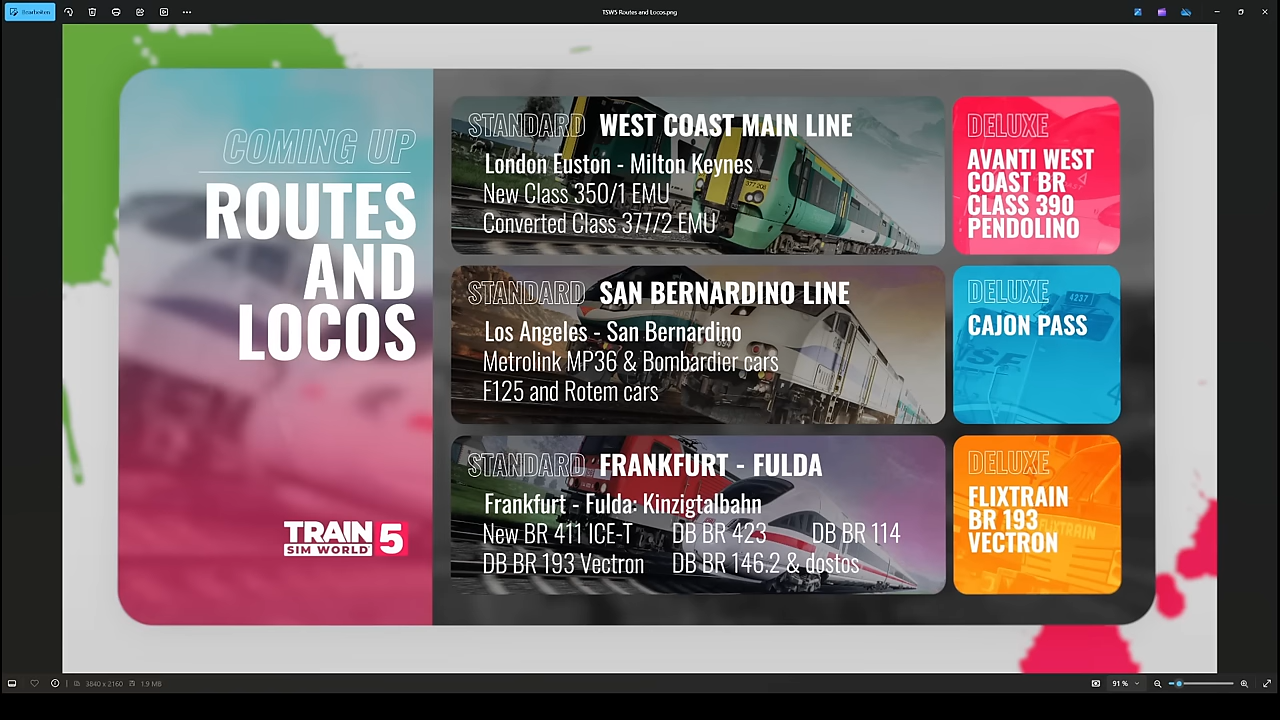 Bearbeiten
TSW5 Routes and Locos.png
COMING UP
ROUTES
AND
LOCOS
TRAIN
SIM WORLD
5
STANDARD WEST COAST MAIN LINE
London Euston - Milton Keynes
New Class 350/1 EMU
Converted Class 377/2 EMU
377 208
DELUXE
AVANTI WEST
COAST BR
CLASS 390
PENDOLINO
STANDARD SAN BERNARDINO LINE
Los Angeles - San Bernardino
Metrolink MP36 & Bombardier cars
F125 and Rotem cars
DELUXE
4237
CAJON PASS
STANDARD FRANKFURT - FULDA
Frankfurt - Fulda: Kinzigtalbahn
New BR 411 ICE-T DB BR 423 DB BR 114
DB BR 193 Vectron DB BR 146.2 & dostos
DELUXE
FLIXTRAIN
BR 193
VECTRON
FLIXTRAIN
3840 x 2160 1.9 MB
91 %